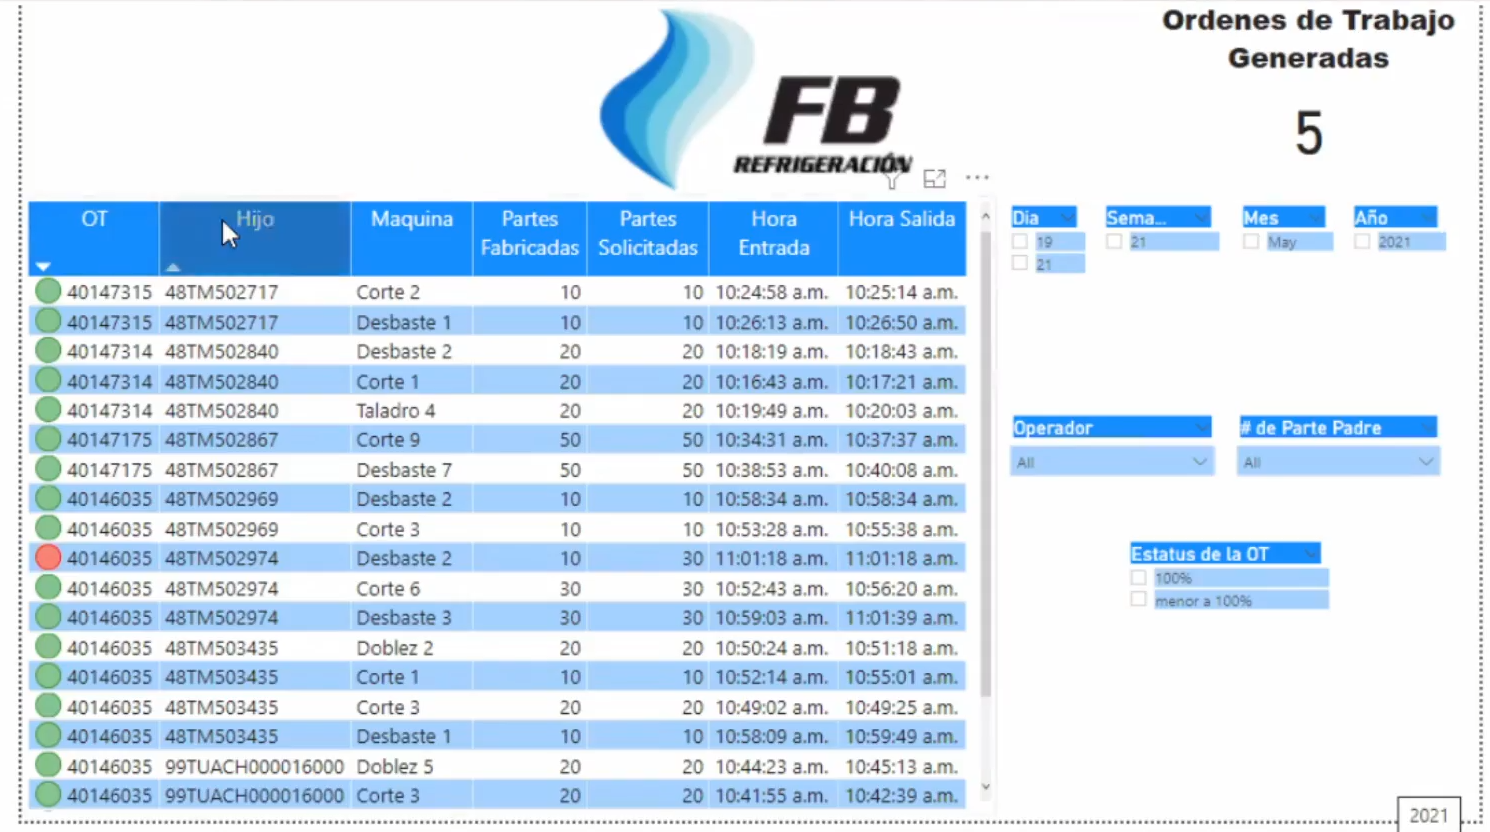 Ordenes de Trabajo
Generadas
5
FB
REFRIGERACIÓN
OT Hijo Maquina Partes Fabricadas Partes Solicitadas Hora Entrada Hora Salida
40147315 48TM502717 Corte 2 10 10 10:24:58 a.m. 10:25:14 a.m.
40147315 48TM502717 Desbaste 1 10 10 10:26:13 a.m. 10:26:50 a.m.
40147314 48TM502840 Desbaste 2 20 20 10:18:19 a.m. 10:18:43 a.m.
40147314 48TM502840 Corte 1 20 20 10:16:43 a.m. 10:17:21 a.m.
40147314 48TM502840 Taladro 4 20 20 10:19:49 a.m. 10:20:03 a.m.
40147175 48TM502867 Corte 9 50 50 10:34:31 a.m. 10:37:37 a.m.
40147175 48TM502867 Desbaste 7 50 50 10:38:53 a.m. 10:40:08 a.m.
40146035 48TM502969 Desbaste 2 10 10 10:58:34 a.m. 10:58:34 a.m.
40146035 48TM502969 Corte 3 10 10 10:53:28 a.m. 10:55:38 a.m.
40146035 48TM502974 Desbaste 2 10 30 11:01:18 a.m. 11:01:18 a.m.
40146035 48TM502974 Corte 6 30 30 10:52:43 a.m. 10:56:20 a.m.
40146035 48TM502974 Desbaste 3 30 30 10:59:03 a.m. 11:01:39 a.m.
40146035 48TM503435 Doblez 2 20 20 10:50:24 a.m. 10:51:18 a.m.
40146035 48TM503435 Corte 1 10 10 10:52:14 a.m. 10:55:01 a.m.
40146035 48TM503435 Corte 3 20 20 10:49:02 a.m. 10:49:25 a.m.
40146035 48TM503435 Desbaste 1 10 10 10:58:09 a.m. 10:59:49 a.m.
40146035 99TUACH000016000 Doblez 5 20 20 10:44:23 a.m. 10:45:13 a.m.
40146035 99TUACH000016000 Corte 3 20 20 10:41:55 a.m. 10:42:39 a.m.
Dia Sema... Mes Año
19 21 May 2021
21
Operador # de Parte Padre
All All
Estatus de la OT
100%
menor a 100%
2021